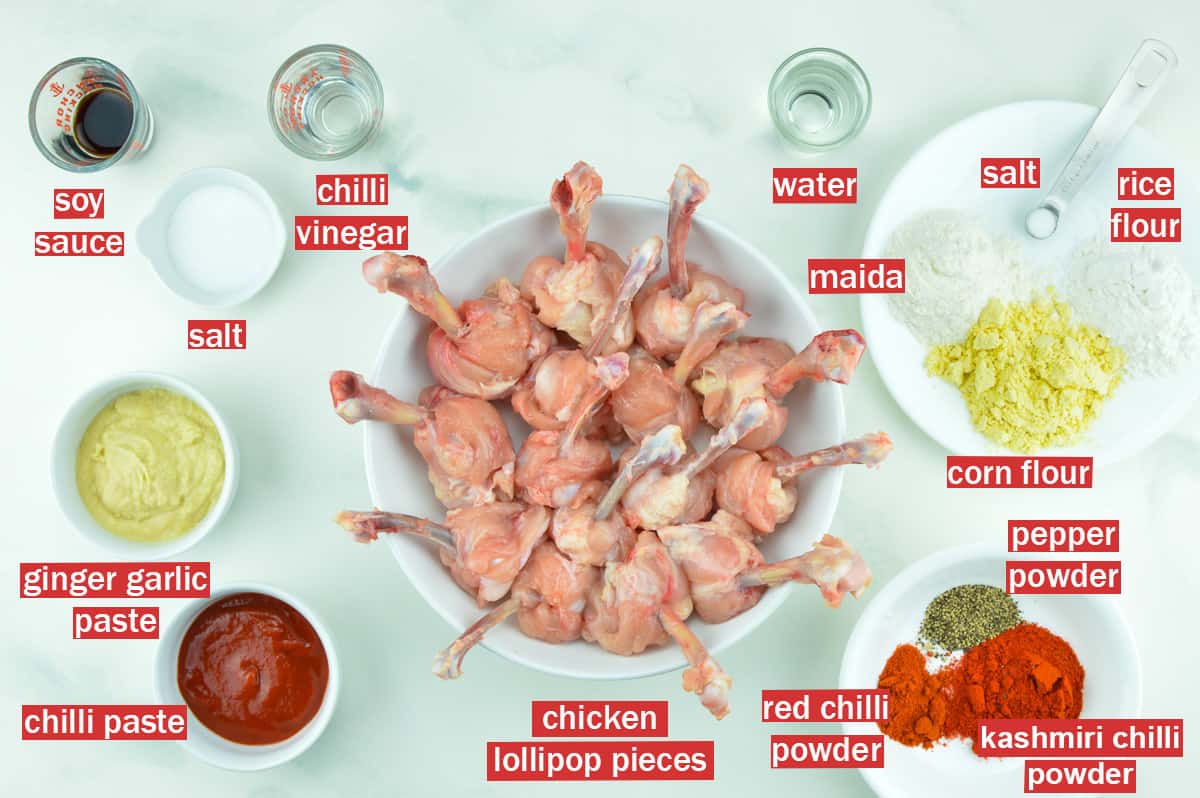 soy
sauce
chilli
vinegar
water
salt
rice
flour
maida
salt
corn flour
pepper
powder
ginger garlic
paste
chilli paste
chicken
lollipop pieces
red chilli
powder
kashmiri chilli
powder